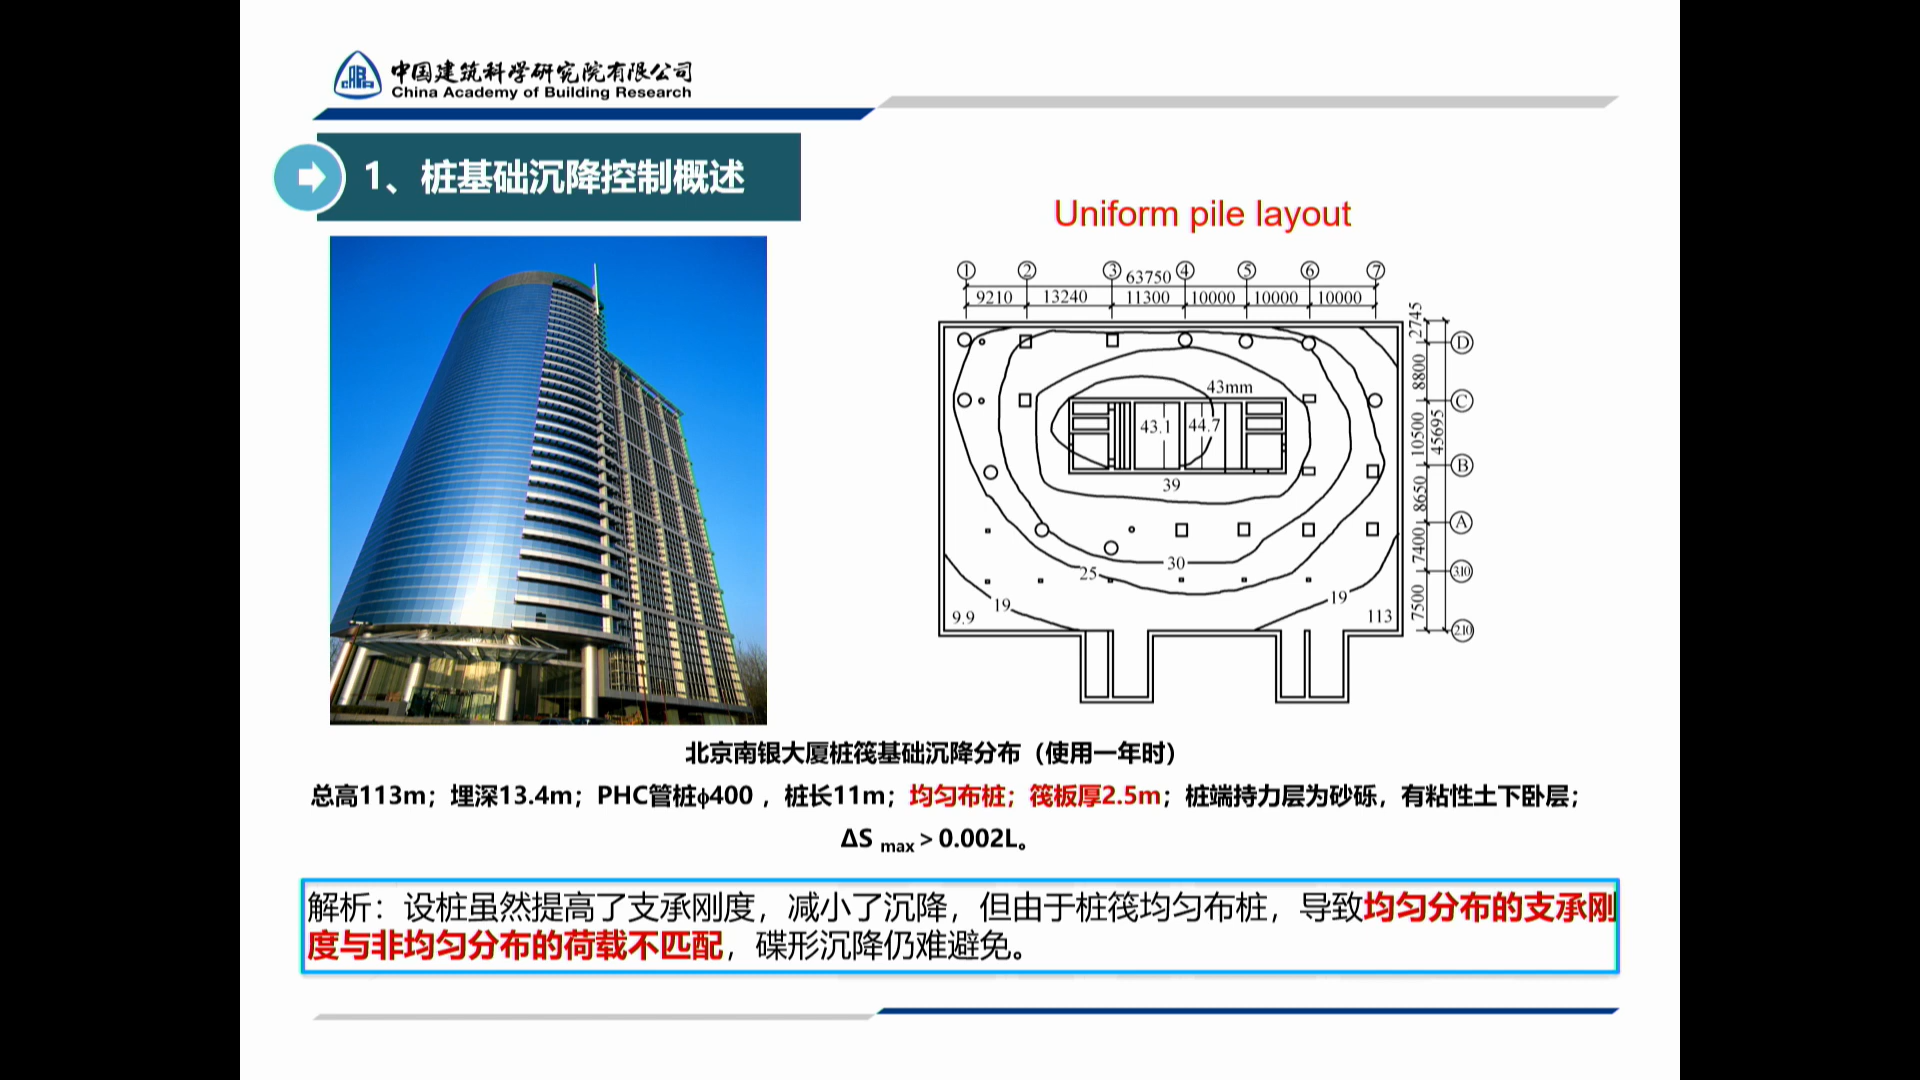 中国建筑科学研究院有限公司
China Academy of Building Research
1、桩基础沉降控制概述
Uniform pile layout
① ② ③ ④ ⑤ ⑥ ⑦
63750
9210 13240 11300 10000 10000 10000
2745
D
8800
C
10500
45695
B
8650
A
7400
310
7500
210
43mm
43.1 44.7
39
30
25
19 19
9.9 113
北京南银大厦桩筏基础沉降分布（使用一年时）
总高113m；埋深13.4m；PHC管桩ϕ400 ，桩长11m；均匀布桩；筏板厚2.5m；桩端持力层为砂砾，有粘性土下卧层；
ΔS max＞0.002L。
解析：设桩虽然提高了支承刚度，减小了沉降，但由于桩筏均匀布桩，导致均匀分布的支承刚
度与非均匀分布的荷载不匹配，碟形沉降仍难避免。